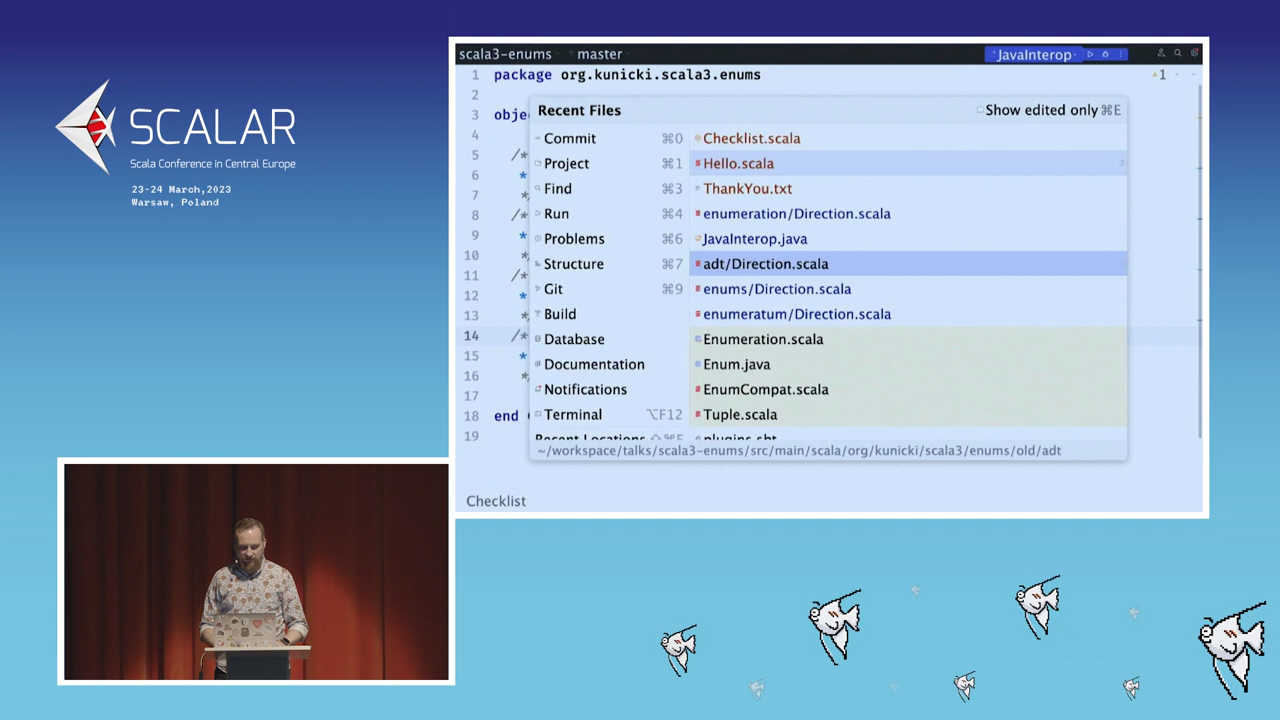 SCALAR
Scala Conference in Central Europe
23-24 March,2023
Warsaw, Poland
scala3-enums master JavaInterop
1 package org.kunicki.scala3.enums 1
2
3 obje
4
5 /*
6 *
7 *
8 /*
9 *
10 *
11 /*
12 *
13 *
14 /*
15 *
16 *
17
18 end
19
Recent Files Show edited only ⌘E
Commit ⌘0 Checklist.scala
Project ⌘1 Hello.scala
Find ⌘3 ThankYou.txt
Run ⌘4 enumeration/Direction.scala
Problems ⌘6 JavaInterop.java
Structure ⌘7 adt/Direction.scala
Git ⌘9 enums/Direction.scala
Build enumeratum/Direction.scala
Database Enumeration.scala
Documentation Enum.java
Notifications EnumCompat.scala
Terminal ⌥F12 Tuple.scala
Recent Locations ⇧⌘E plugins.sbt
~/workspace/talks/scala3-enums/src/main/scala/org/kunicki/scala3/enums/old/adt
Checklist